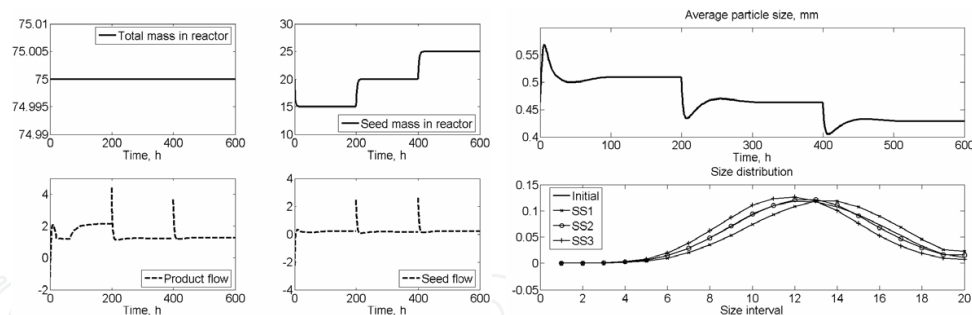 75.01
75.005
75
74.995
74.99
Total mass in reactor
0 200 400 600
Time, h
30
25
20
15
10
Seed mass in reactor
0 200 400 600
Time, h
4
2
0
-2
Product flow
0 200 400 600
Time, h
6
4
2
0
-2
-4
Seed flow
0 200 400 600
Time, h
Average particle size, mm
0.55
0.5
0.45
0.4
0 100 200 300 400 500 600
Time, h
Size distribution
0.15
0.1
0.05
0
-0.05
Initial
SS1
SS2
SS3
0 2 4 6 8 10 12 14 16 18 20
Size interval